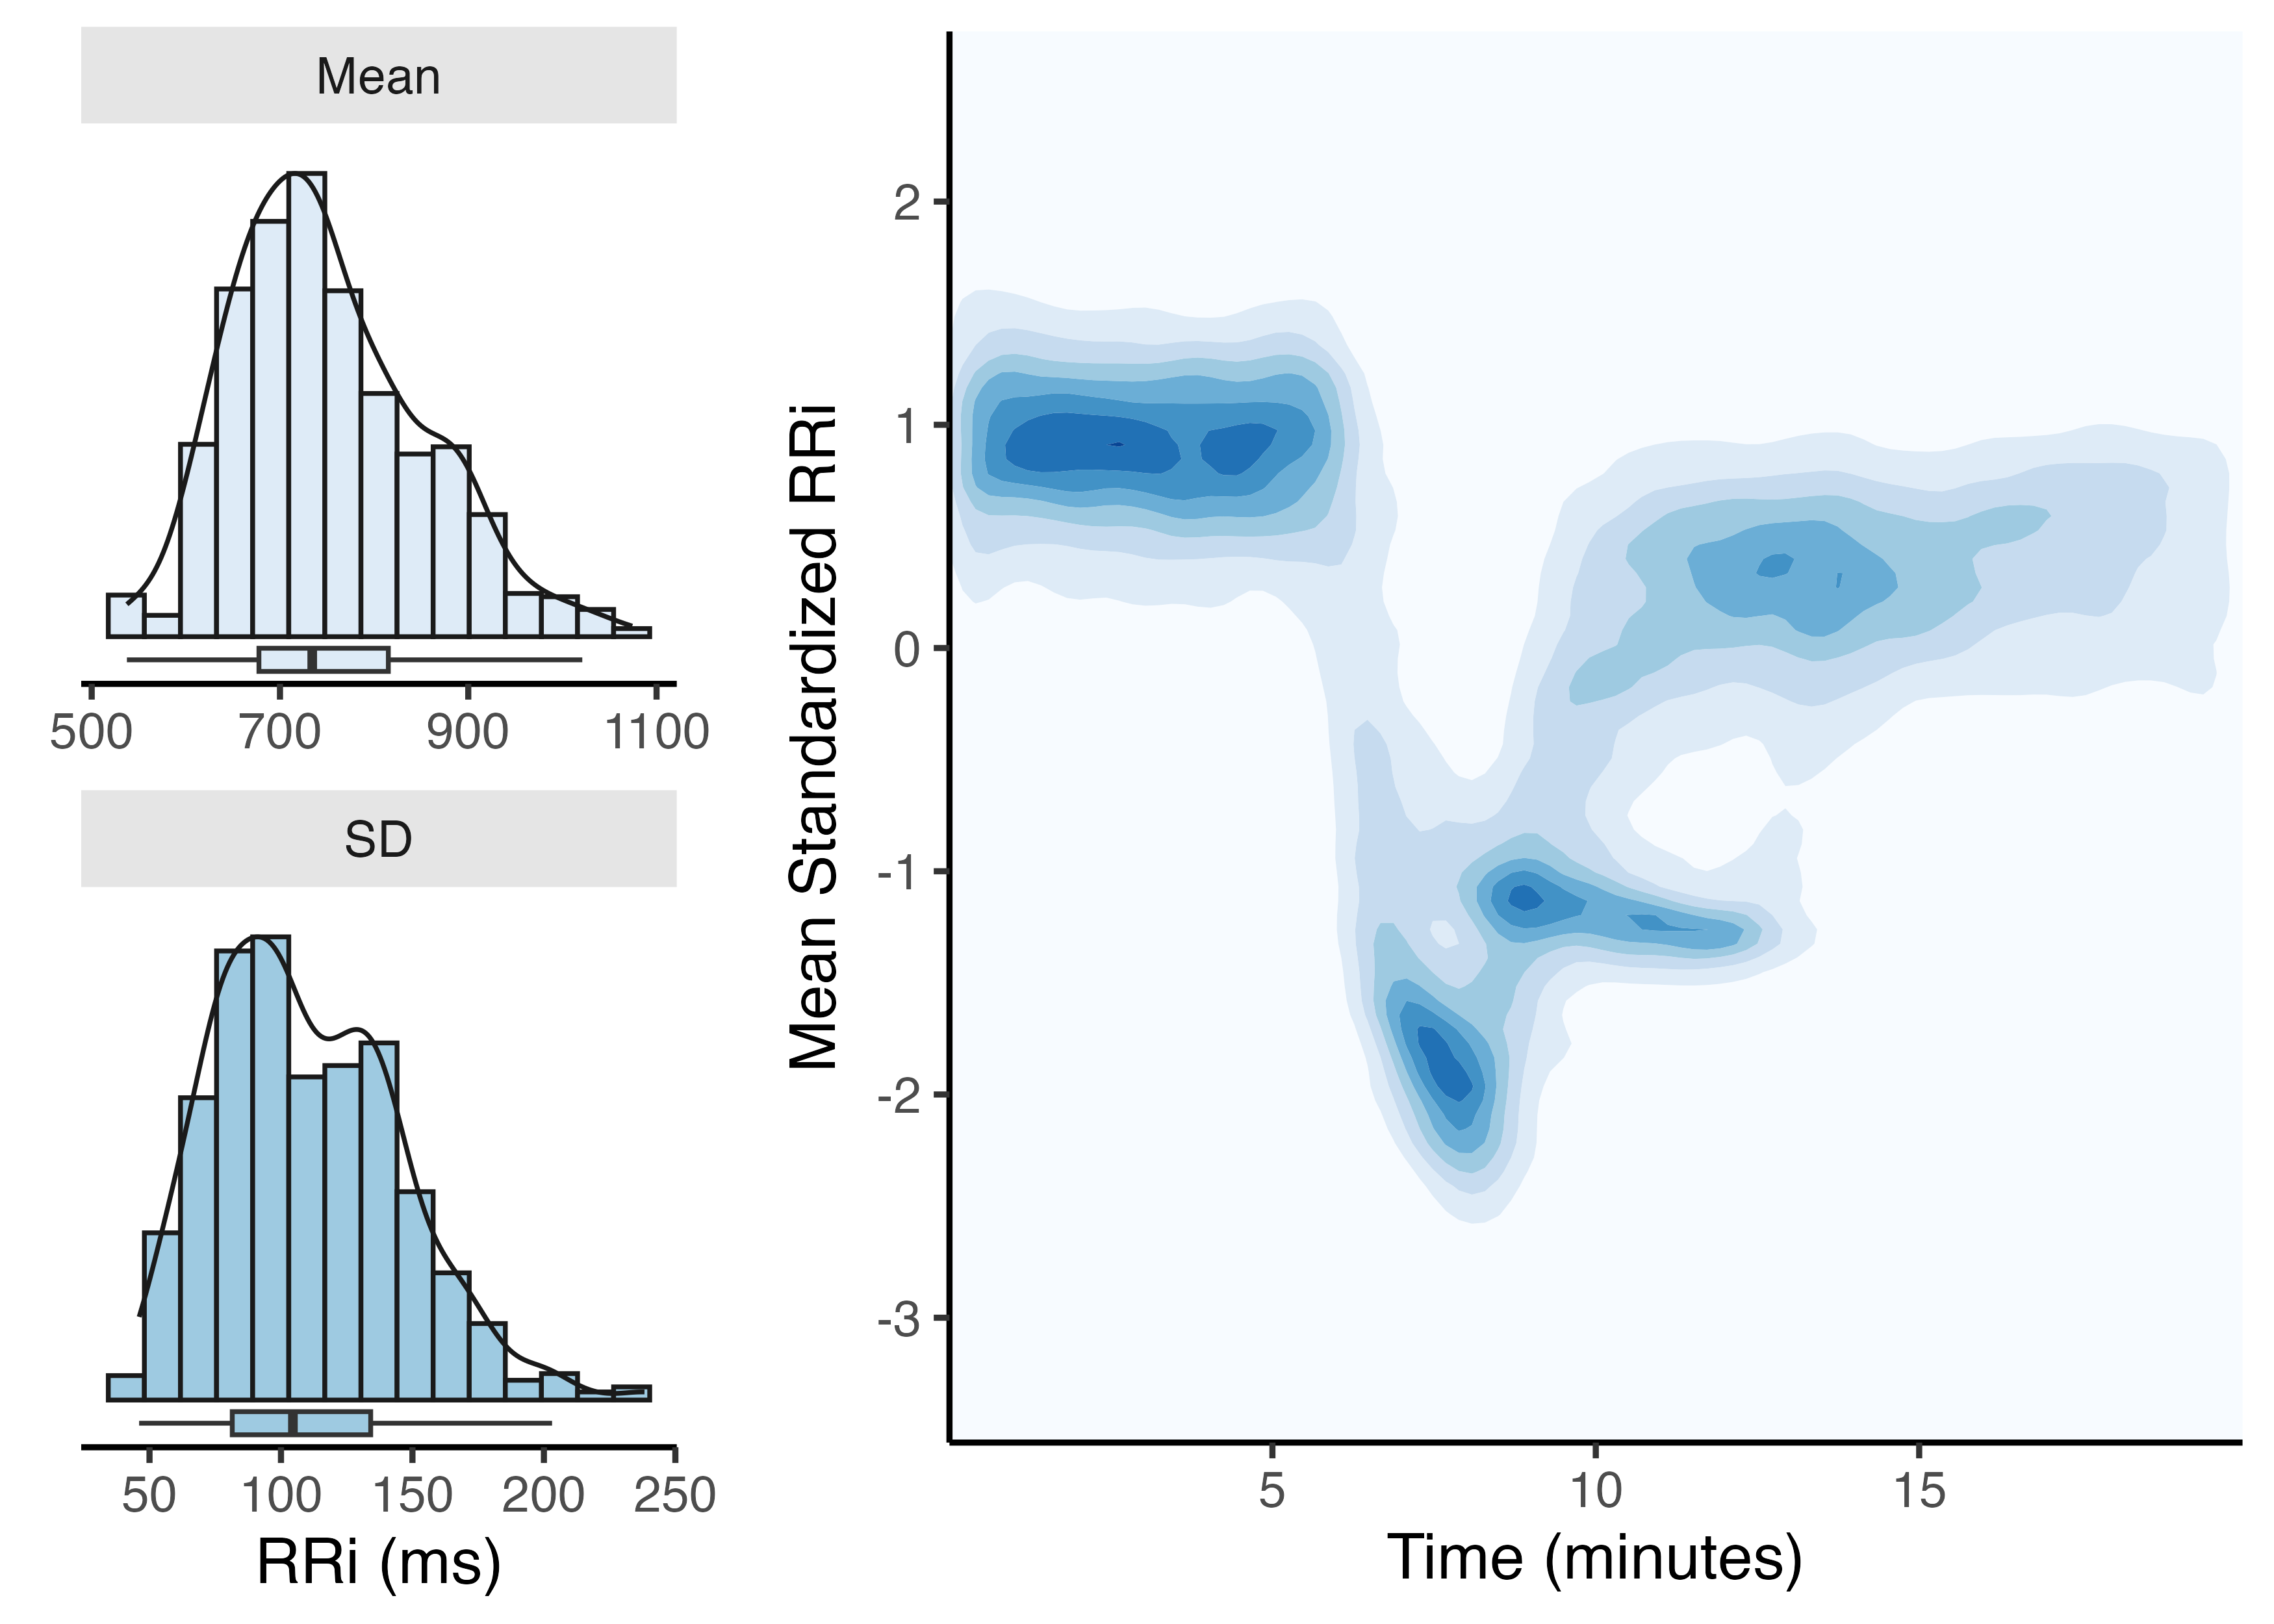 Mean
500 700 900 1100
SD
50 100 150 200 250
RRi (ms)
Mean Standardized RRi
2
1
0
-1
-2
-3
5 10 15
Time (minutes)